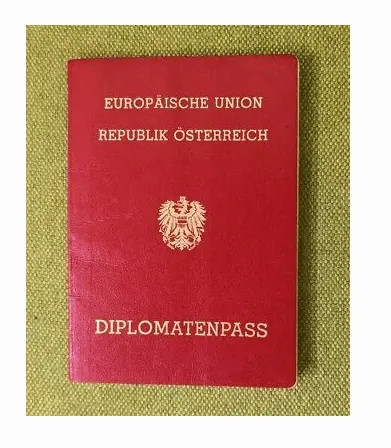 EUROPÄISCHE UNION
REPUBLIK ÖSTERREICH
DIPLOMATENPASS